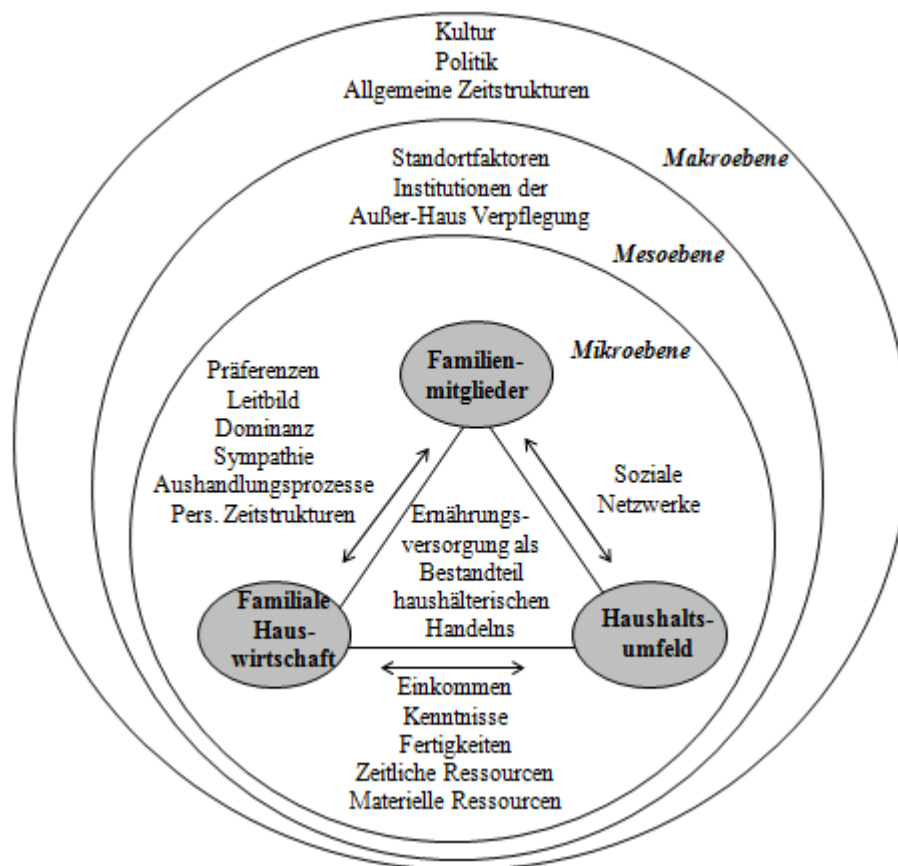 Kultur
Politik
Allgemeine Zeitstrukturen
Makroebene
Standortfaktoren
Institutionen der
Außer-Haus Verpflegung
Mesoebene
Mikroebene
Familien-
mitglieder
Präferenzen
Leitbild
Dominanz
Sympathie
Aushandlungsprozesse
Pers. Zeitstrukturen
Soziale
Netzwerke
Ernährungs-
versorgung als
Bestandteil
haushälterischen
Handelns
Familiale
Haus-
wirtschaft
Haushalts-
umfeld
Einkommen
Kenntnisse
Fertigkeiten
Zeitliche Ressourcen
Materielle Ressourcen